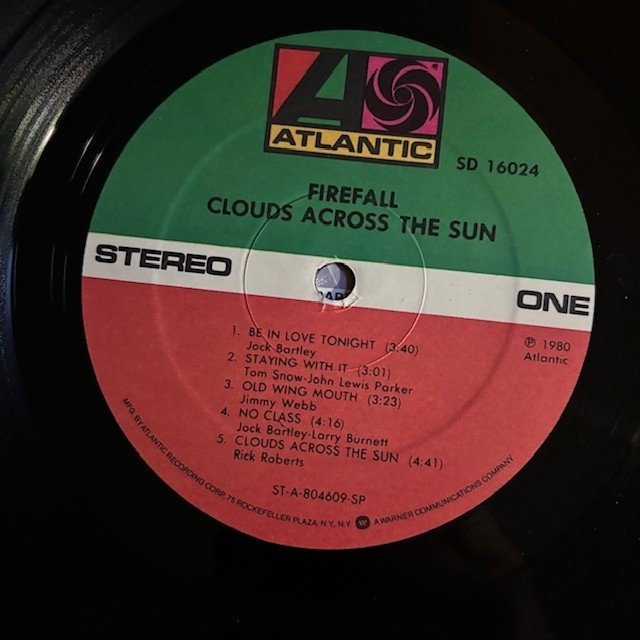 ATLANTIC
SD 16024
FIREFALL
CLOUDS ACROSS THE SUN
STEREO
ONE
℗ 1980
Atlantic
1. BE IN LOVE TONIGHT (3:40)
Jock Bartley
2. STAYING WITH IT (3:01)
Tom Snow-John Lewis Parker
3. OLD WING MOUTH (3:23)
Jimmy Webb
4. NO CLASS (4:16)
Jock Bartley-Larry Burnett
5. CLOUDS ACROSS THE SUN (4:41)
Rick Roberts
ST-A-804609-SP
MFG. BY ATLANTIC RECORDING CORP. 75 ROCKEFELLER PLAZA, N.Y. N.Y. A WARNER COMMUNICATIONS COMPANY